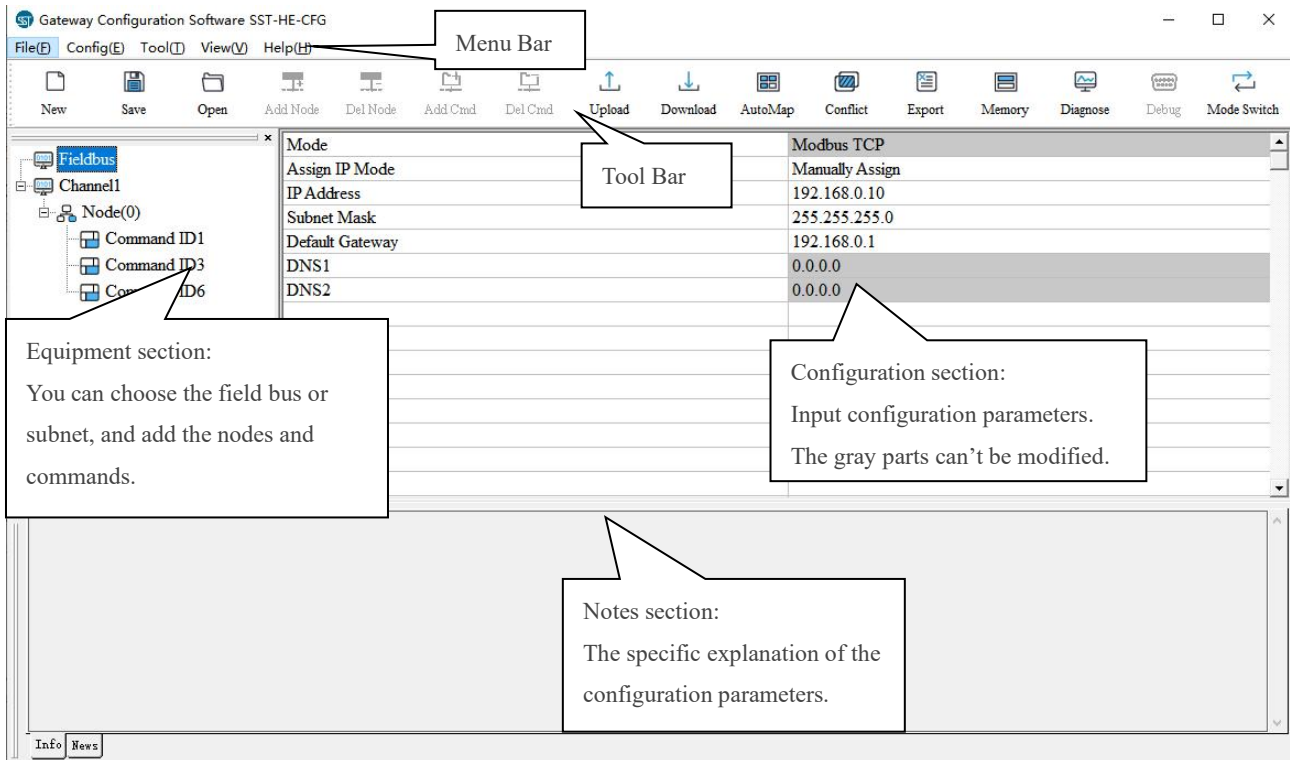 SST Gateway Configuration Software SST-HE-CFG
File(F) Config(E) Tool(T) View(V) Help(H)
Menu Bar
New Save Open Add Node Del Node Add Cmd Del Cmd Upload Download AutoMap Conflict Export Memory Diagnose Debug Mode Switch
Tool Bar
Fieldbus
Channel1
Node(0)
Command ID1
Command ID3
ID6
Mode Modbus TCP
Assign IP Mode Manually Assign
IP Address 192.168.0.10
Subnet Mask 255.255.255.0
Default Gateway 192.168.0.1
DNS1 0.0.0.0
DNS2 0.0.0.0
Equipment section:
You can choose the field bus or
subnet, and add the nodes and
commands.
Configuration section:
Input configuration parameters.
The gray parts can’t be modified.
Notes section:
The specific explanation of the
configuration parameters.
Info News